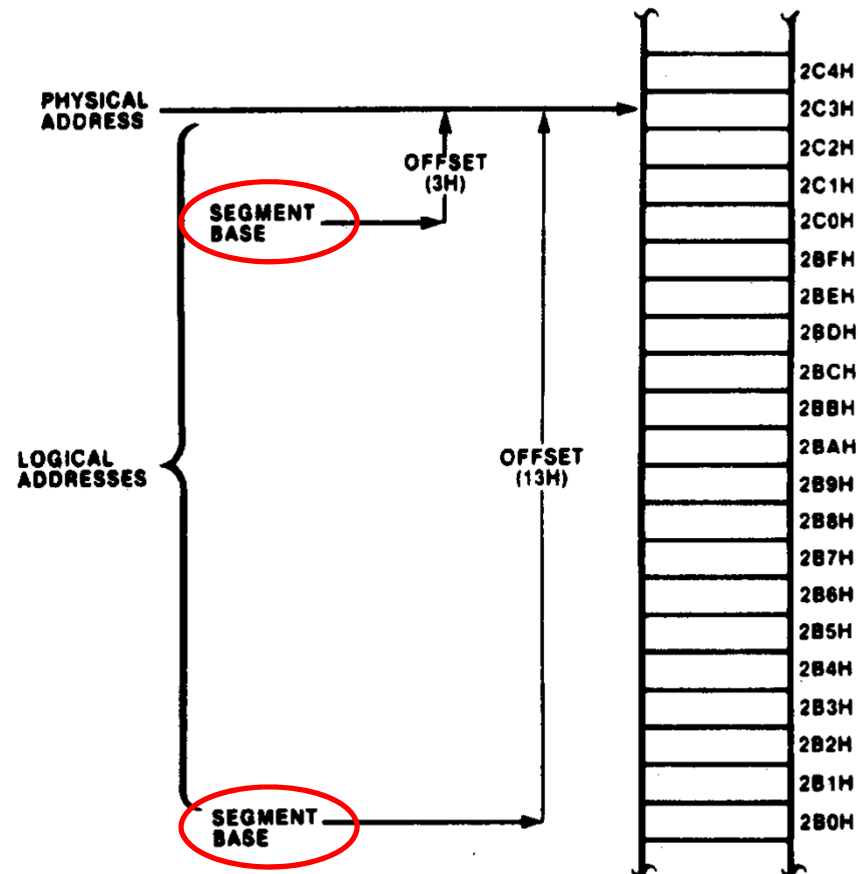 PHYSICAL
ADDRESS
OFFSET
(3H)
SEGMENT
BASE
LOGICAL
ADDRESSES
OFFSET
(13H)
SEGMENT
BASE
2C4H
2C3H
2C2H
2C1H
2C0H
2BFH
2BEH
2BDH
2BCH
2BBH
2BAH
2B9H
2B8H
2B7H
2B6H
2B5H
2B4H
2B3H
2B2H
2B1H
2B0H